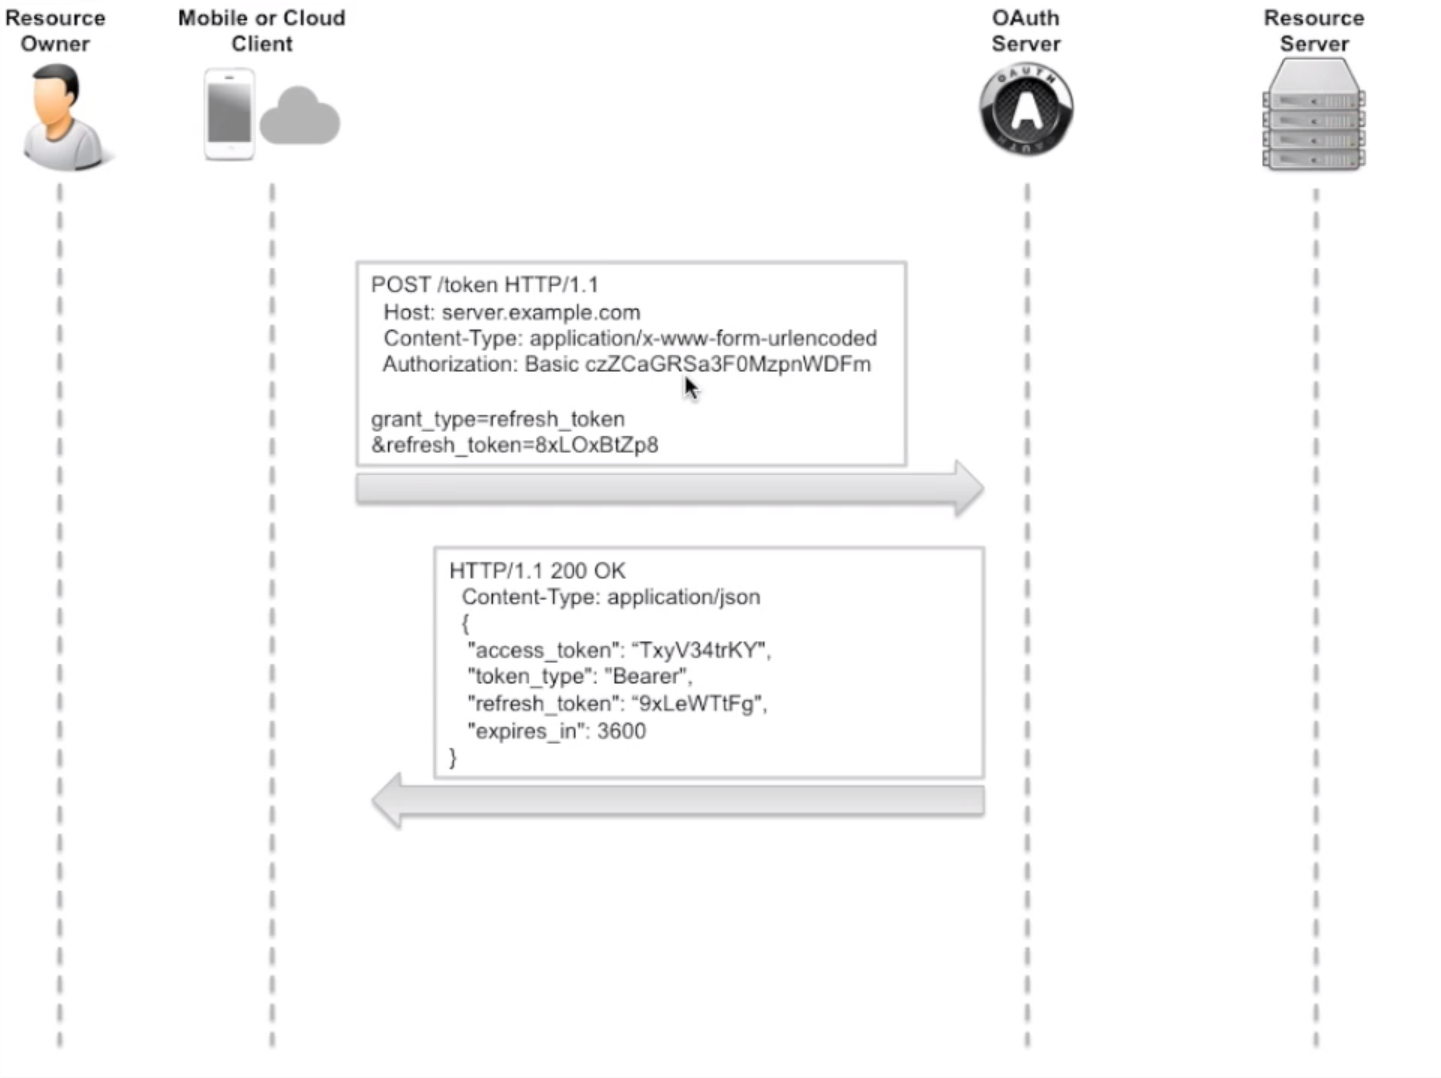 Resource
Owner
Mobile or Cloud
Client
OAuth
Server
Resource
Server
OAUTH
A
AUTH
POST /token HTTP/1.1
Host: server.example.com
Content-Type: application/x-www-form-urlencoded
Authorization: Basic czZCaGRSa3F0MzpnWDFm
grant_type=refresh_token
&refresh_token=8xLOxBtZp8
HTTP/1.1 200 OK
Content-Type: application/json
{
"access_token": “TxyV34trKY",
"token_type": "Bearer",
"refresh_token": “9xLeWTtFg",
"expires_in": 3600
}